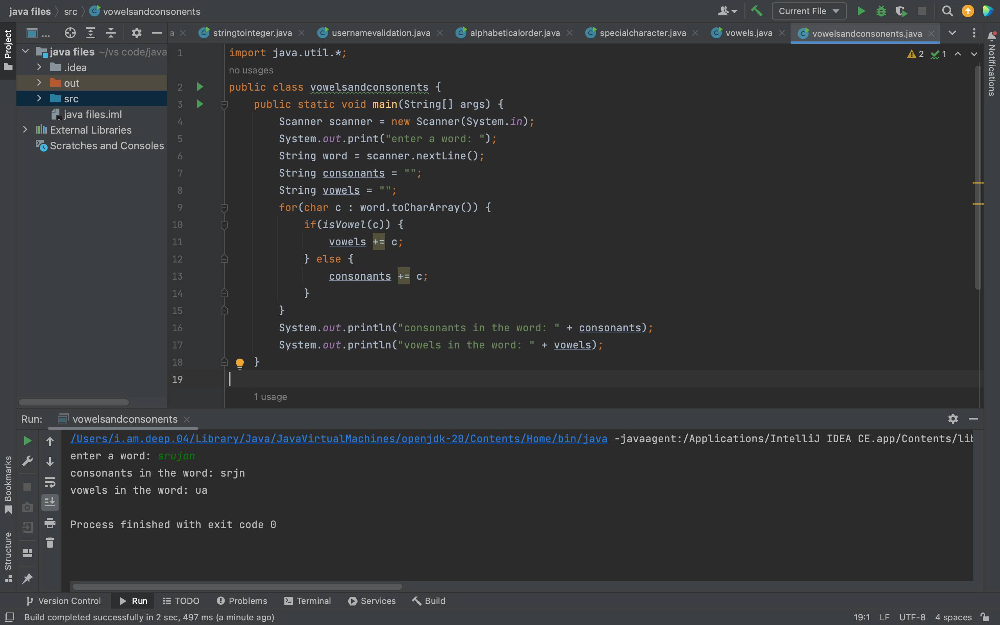 java files src vowelsandconsonents
Current File
Project
... a stringtointeger.java usernamevalidation.java alphabeticalorder.java specialcharacter.java vowels.java vowelsandconsonents.java
Notifications
java files ~/vs code/java
.idea
out
src
java files.iml
External Libraries
Scratches and Consoles
2 1
1 import java.util.*;
no usages
2 public class vowelsandconsonents {
3 public static void main(String[] args) {
4 Scanner scanner = new Scanner(System.in);
5 System.out.print("enter a word: ");
6 String word = scanner.nextLine();
7 String consonants = "";
8 String vowels = "";
9 for(char c : word.toCharArray()) {
10 if(isVowel(c)) {
11 vowels += c;
12 } else {
13 consonants += c;
14 }
15 }
16 System.out.println("consonants in the word: " + consonants);
17 System.out.println("vowels in the word: " + vowels);
18 }
19
1 usage
Run: vowelsandconsonents
/Users/i.am.deep.04/Library/Java/JavaVirtualMachines/openjdk-20/Contents/Home/bin/java -javaagent:/Applications/IntelliJ IDEA CE.app/Contents/lib
enter a word: srujan
consonants in the word: srjn
vowels in the word: ua
Process finished with exit code 0
Bookmarks
Structure
Version Control Run TODO Problems Terminal Services Build
Build completed successfully in 2 sec, 497 ms (a minute ago) 19:1 LF UTF-8 4 spaces